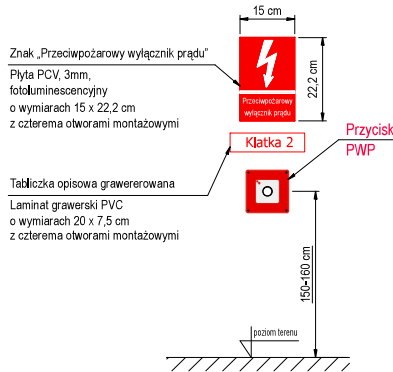 15 cm
Znak „Przeciwpożarowy wyłącznik prądu”
Płyta PCV, 3mm,
fotoluminescencyjny
o wymiarach 15 x 22,2 cm
z czterema otworami montażowymi
22,2 cm
Przeciwpożarowy
wyłącznik prądu
Klatka 2
Przycisk
PWP
Tabliczka opisowa grawererowana
Laminat grawerski PVC
o wymiarach 20 x 7,5 cm
z czterema otworami montażowymi
150-160 cm
poziom terenu